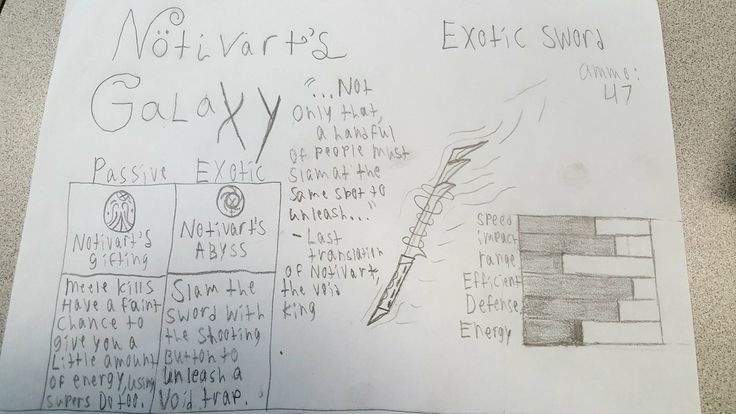 Nötivart's
Galaxy
Exotic Sword
ammo:
47
"...Not
only that,
a handful
of people must
slam at the
same spot to
unleash..."
- Last
translation
of Notivart,
the void
king
Passive
Notivart's
gifting
Meele kills
Have a faint
Chance to
give you a
Little amount
of energy, using
supers Do too.
Exotic
Notivart's
Abyss
Slam the
sword with
the shooting
Button to
unleash a
Void trap.
Speed
impact
range
Efficient
Defense
Energy